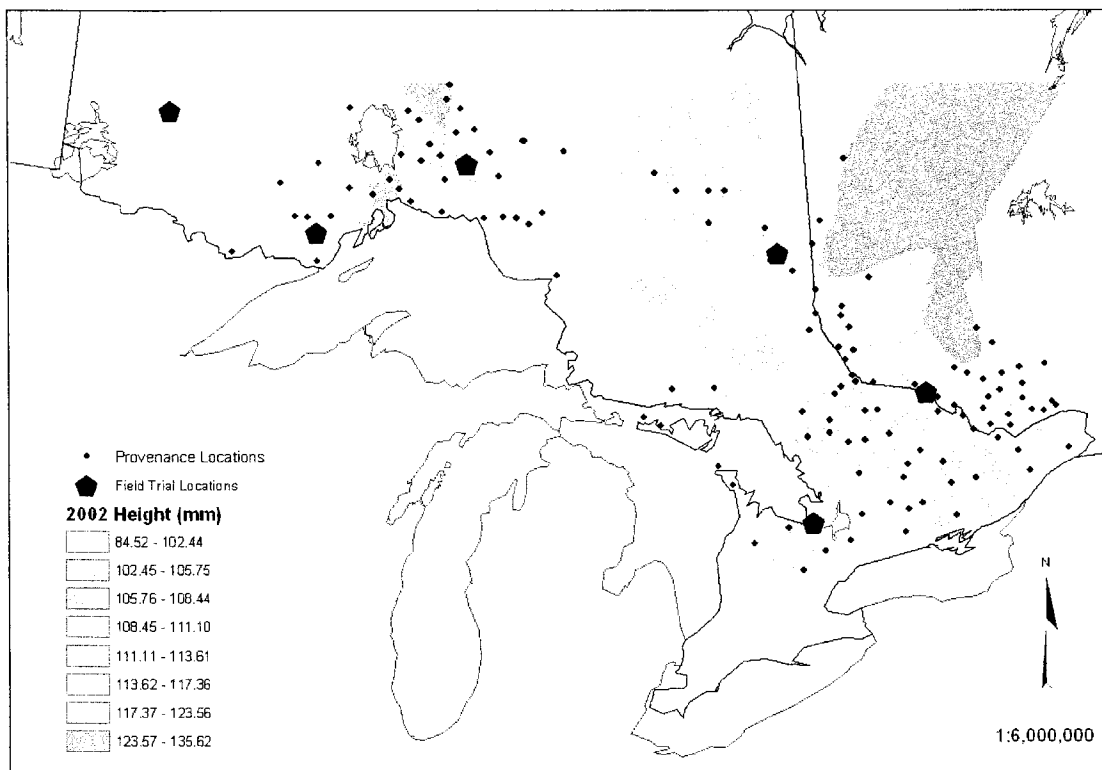 Provenance Locations
Field Trial Locations
2002 Height (mm)
84.52 - 102.44
102.45 - 105.75
105.76 - 108.44
108.45 - 111.10
111.11 - 113.61
113.62 - 117.36
117.37 - 123.56
123.57 - 135.62
N
1:6,000,000